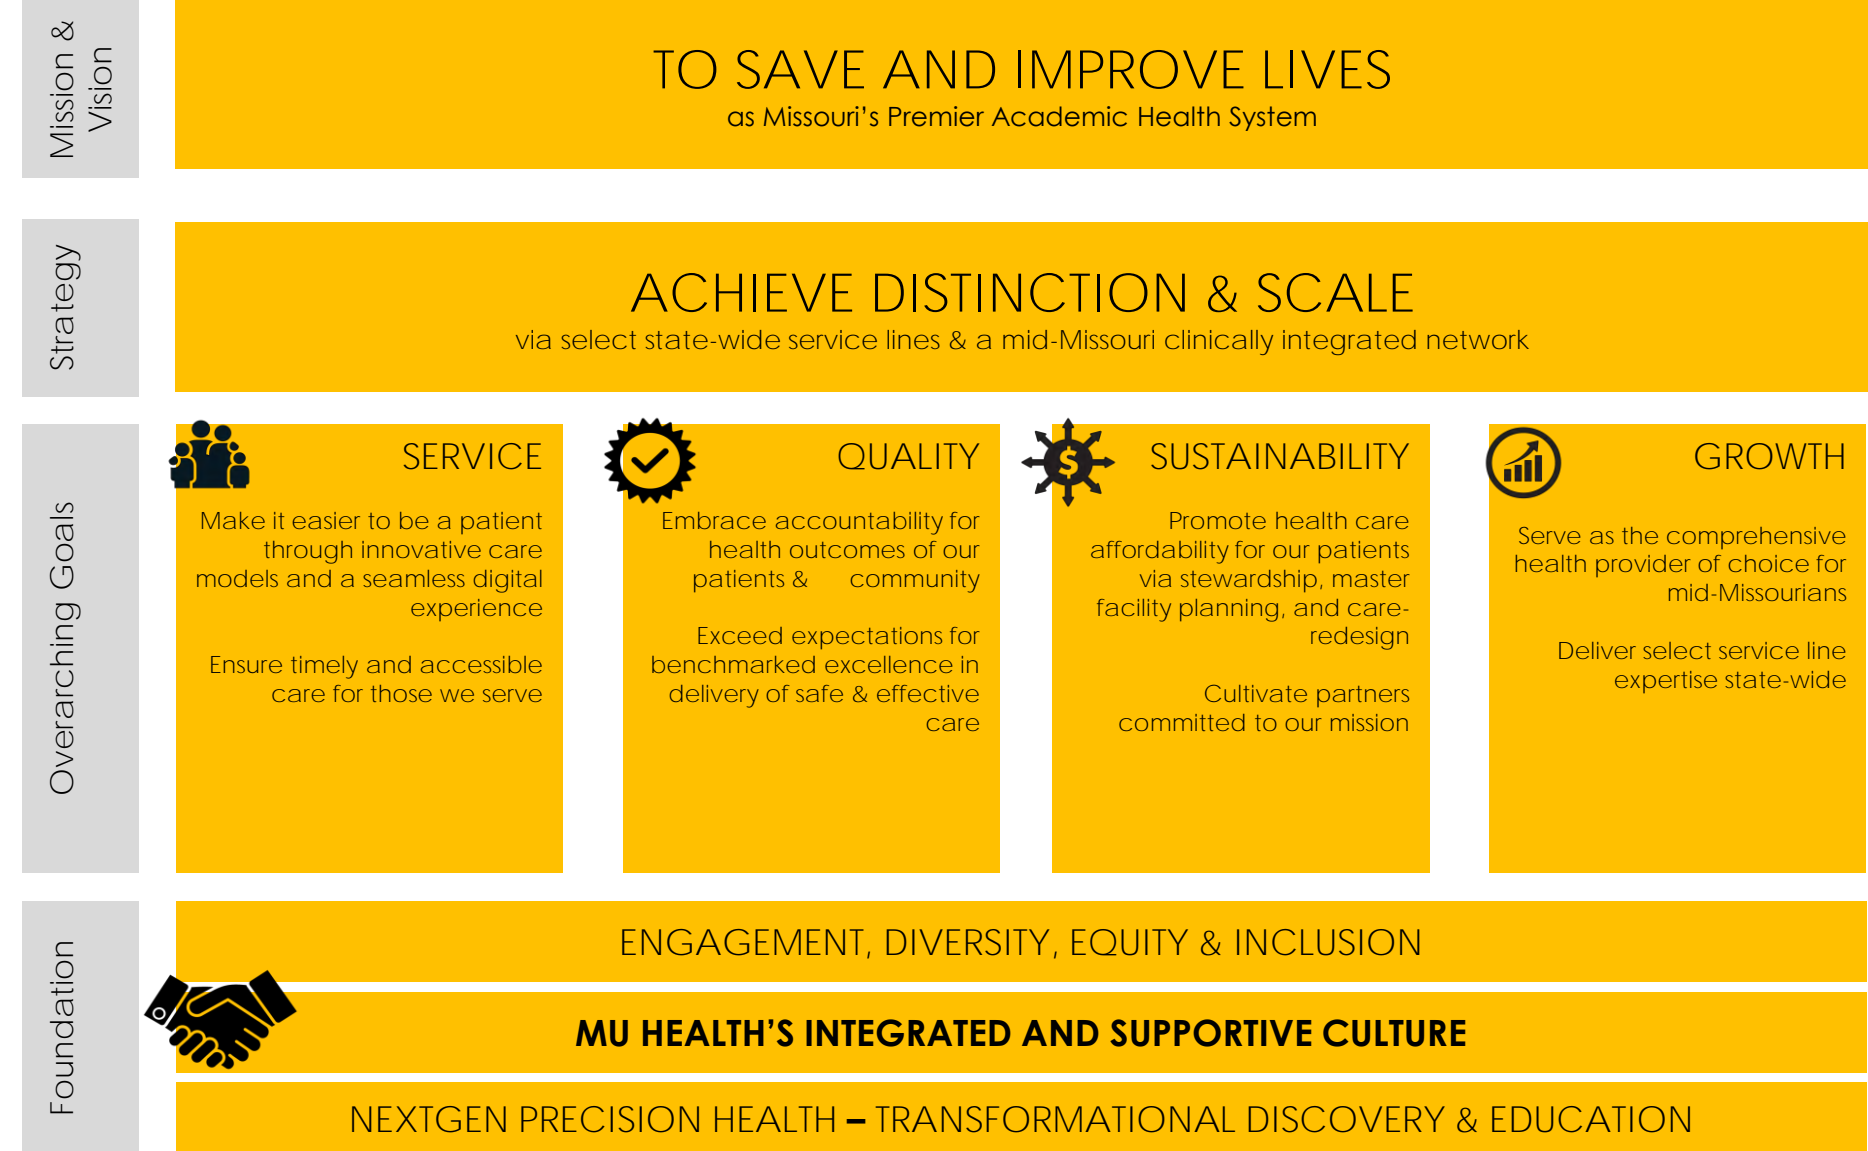 Mission &
Vision
TO SAVE AND IMPROVE LIVES
as Missouri's Premier Academic Health System
Strategy
ACHIEVE DISTINCTION & SCALE
via select state-wide service lines & a mid-Missouri clinically integrated network
Overarching Goals
SERVICE
Make it easier to be a patient
through innovative care
models and a seamless digital
experience
Ensure timely and accessible
care for those we serve
QUALITY
Embrace accountability for
health outcomes of our
patients & community
Exceed expectations for
benchmarked excellence in
delivery of safe & effective
care
$
SUSTAINABILITY
Promote health care
affordability for our patients
via stewardship, master
facility planning, and care-
redesign
Cultivate partners
committed to our mission
GROWTH
Serve as the comprehensive
health provider of choice for
mid-Missourians
Deliver select service line
expertise state-wide
Foundation
ENGAGEMENT, DIVERSITY, EQUITY & INCLUSION
MU HEALTH'S INTEGRATED AND SUPPORTIVE CULTURE
NEXTGEN PRECISION HEALTH – TRANSFORMATIONAL DISCOVERY & EDUCATION